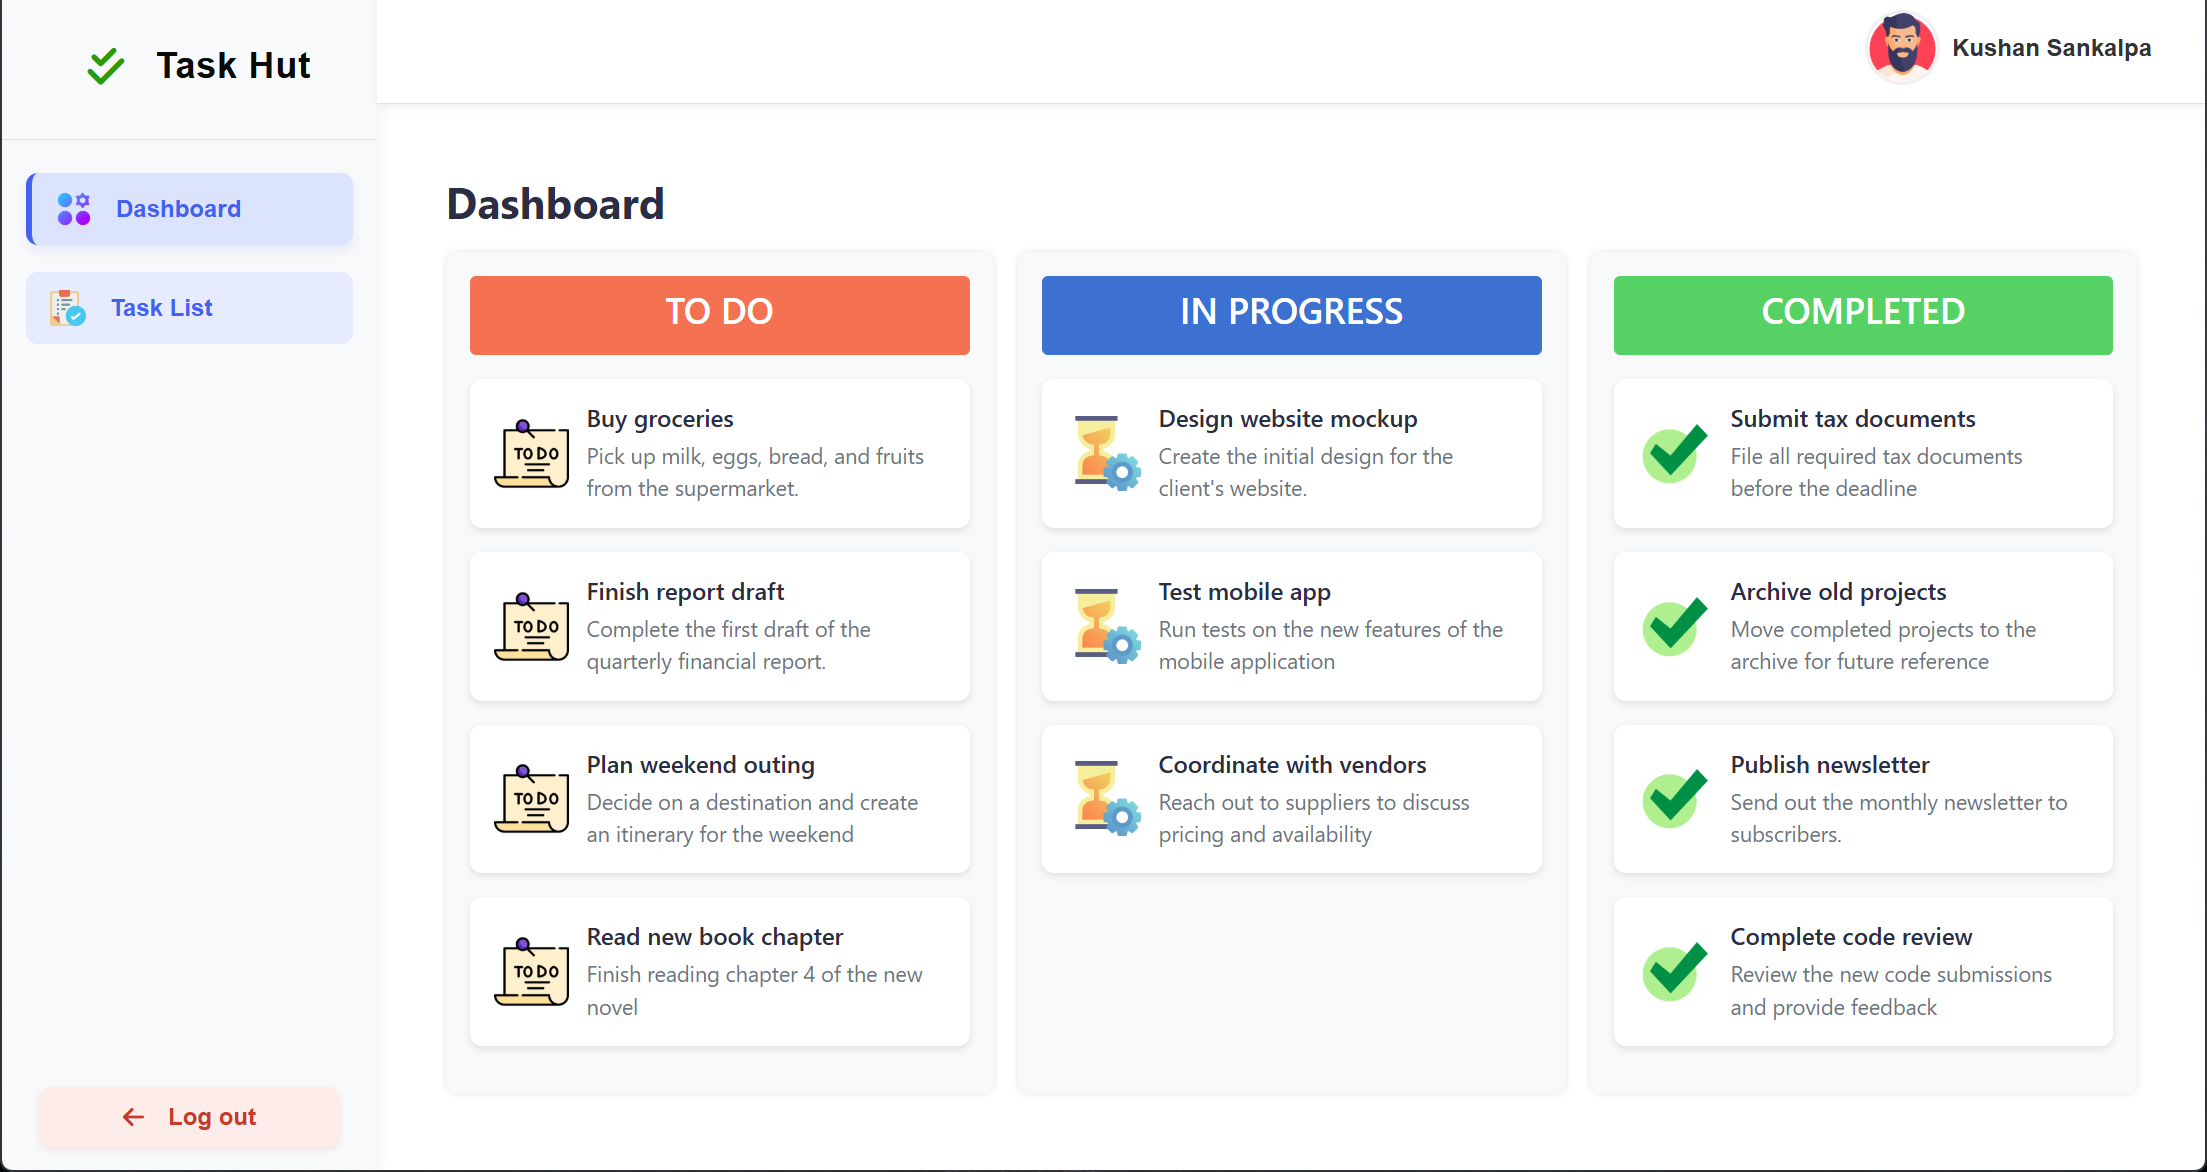 Task Hut
Kushan Sankalpa
Dashboard
Task List
Log out
Dashboard
TO DO
TO DO
Buy groceries
Pick up milk, eggs, bread, and fruits
from the supermarket.
TO DO
Finish report draft
Complete the first draft of the
quarterly financial report.
TO DO
Plan weekend outing
Decide on a destination and create
an itinerary for the weekend
TO DO
Read new book chapter
Finish reading chapter 4 of the new
novel
IN PROGRESS
Design website mockup
Create the initial design for the
client's website.
Test mobile app
Run tests on the new features of the
mobile application
Coordinate with vendors
Reach out to suppliers to discuss
pricing and availability
COMPLETED
Submit tax documents
File all required tax documents
before the deadline
Archive old projects
Move completed projects to the
archive for future reference
Publish newsletter
Send out the monthly newsletter to
subscribers.
Complete code review
Review the new code submissions
and provide feedback